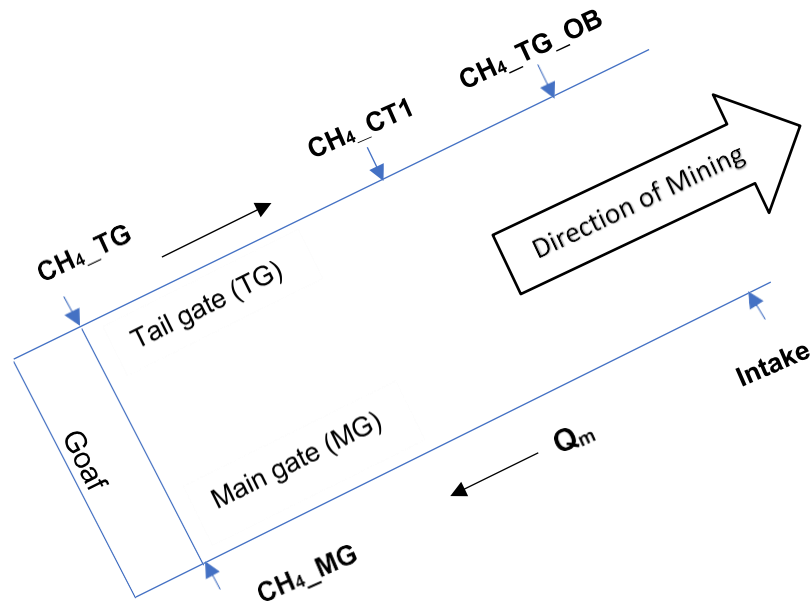 CH₄_TG_OB
CH₄_CT1
Direction of Mining
CH₄_TG
Tail gate (TG)
Intake
Main gate (MG)
Qₘ
Goaf
CH₄_MG